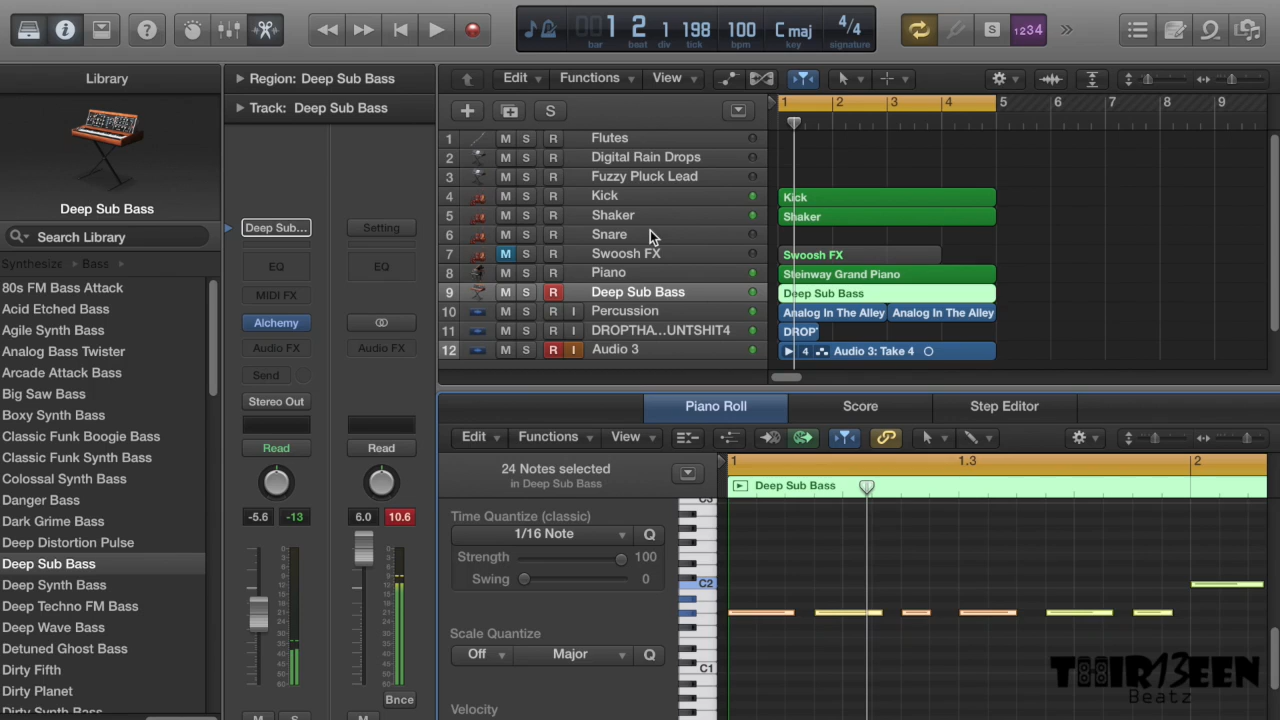 00 1 2 1 198 100 C maj 4/4
bar beat div tick bpm key signature
S 1234
Library
Deep Sub Bass
Search Library
Synthesize Bass
80s FM Bass Attack
Acid Etched Bass
Agile Synth Bass
Analog Bass Twister
Arcade Attack Bass
Big Saw Bass
Boxy Synth Bass
Classic Funk Boogie Bass
Classic Funk Synth Bass
Colossal Synth Bass
Danger Bass
Dark Grime Bass
Deep Distortion Pulse
Deep Sub Bass
Deep Synth Bass
Deep Techno FM Bass
Deep Wave Bass
Detuned Ghost Bass
Dirty Fifth
Dirty Planet
Dirty Synth Bass
Region: Deep Sub Bass
Track: Deep Sub Bass
Deep Sub... Setting
EQ EQ
MIDI FX
Alchemy
Audio FX Audio FX
Send
Stereo Out
Read Read
-5.6 -13 6.0 10.6
Bnce
M S M
Edit Functions View
S
1 2 3 4 5 6 7 8 9
1 M S R Flutes
2 M S R Digital Rain Drops
3 M S R Fuzzy Pluck Lead
4 M S R Kick Kick
5 M S R Shaker Shaker
6 M S R Snare
7 M S R Swoosh FX Swoosh FX
8 M S R Piano Steinway Grand Piano
9 M S R Deep Sub Bass Deep Sub Bass
10 M S R I Percussion Analog In The Alley Analog In The Alley
11 M S R I DROPTHA...UNTSHIT4 DROP
12 M S R I Audio 3 4 Audio 3: Take 4
Piano Roll Score Step Editor
Edit Functions View
24 Notes selected
in Deep Sub Bass
1 1.3 2
Deep Sub Bass
Time Quantize (classic)
1/16 Note Q
Strength 100
Swing 0
Scale Quantize
Off Major Q
Velocity
C3
C2
C1
THIR13EEN
Beatz